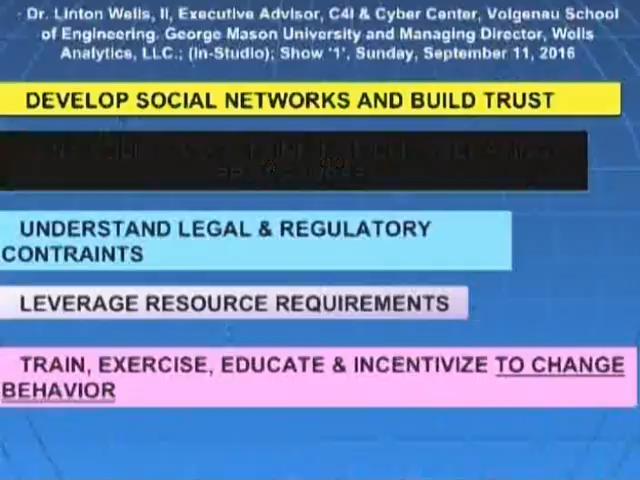 Dr. Linton Wells, II, Executive Advisor, C4I & Cyber Center, Volgenau School
of Engineering. George Mason University and Managing Director, Wells
Analytics, LLC.; (In-Studio); Show '1', Sunday, September 11, 2016
DEVELOP SOCIAL NETWORKS AND BUILD TRUST
UNDERSTAND LEGAL & REGULATORY
CONTRAINTS
LEVERAGE RESOURCE REQUIREMENTS
TRAIN, EXERCISE, EDUCATE & INCENTIVIZE TO CHANGE
BEHAVIOR